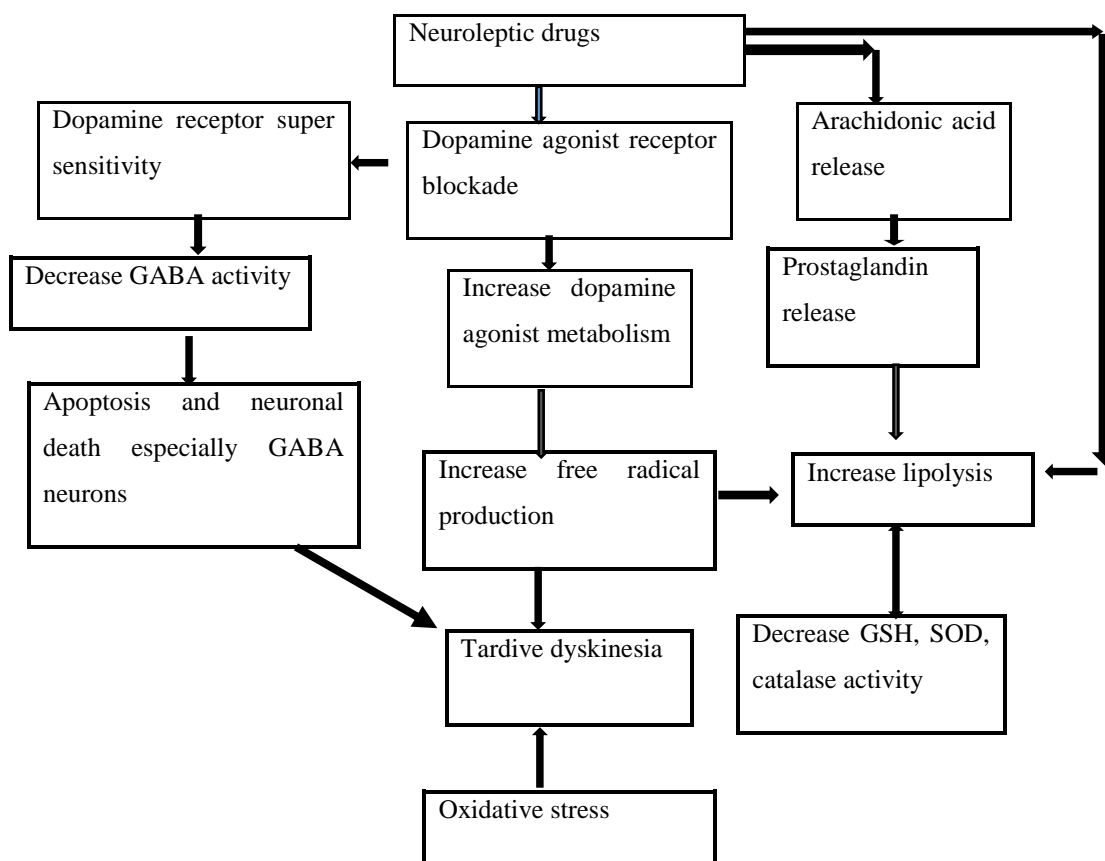 Neuroleptic drugs
Dopamine receptor super
sensitivity
Dopamine agonist receptor
blockade
Arachidonic acid
release
Decrease GABA activity
Increase dopamine
agonist metabolism
Prostaglandin
release
Apoptosis and neuronal
death especially GABA
neurons
Increase free radical
production
Increase lipolysis
Tardive dyskinesia
Decrease GSH, SOD,
catalase activity
Oxidative stress